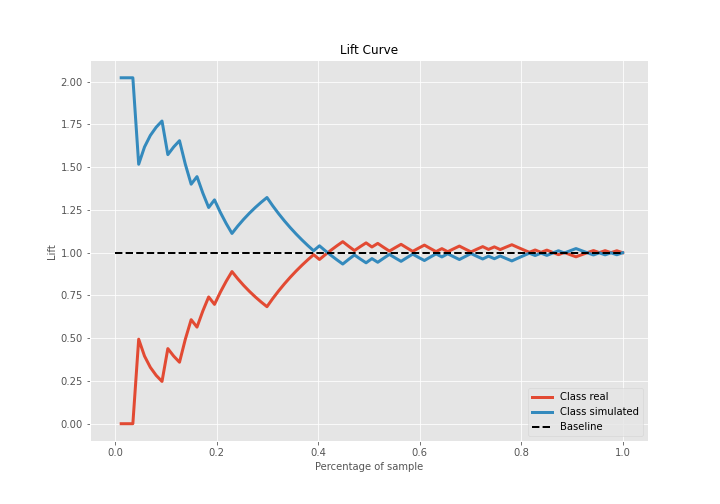 Lift Curve
Lift
2.00
1.75
1.50
1.25
1.00
0.75
0.50
0.25
0.00
0.0 0.2 0.4 0.6 0.8 1.0
Percentage of sample
Class real
Class simulated
Baseline